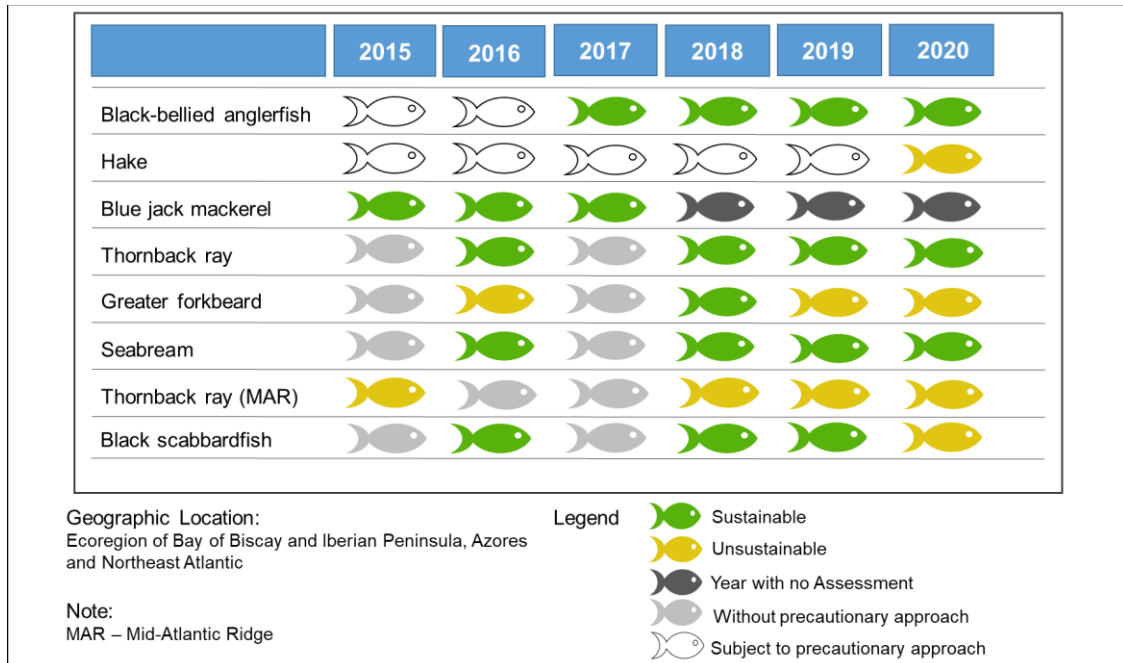 2015 2016 2017 2018 2019 2020
Black-bellied anglerfish
Hake
Blue jack mackerel
Thornback ray
Greater forkbeard
Seabream
Thornback ray (MAR)
Black scabbardfish
Geographic Location:
Ecoregion of Bay of Biscay and Iberian Peninsula, Azores
and Northeast Atlantic
Note:
MAR – Mid-Atlantic Ridge
Legend
Sustainable
Unsustainable
Year with no Assessment
Without precautionary approach
Subject to precautionary approach